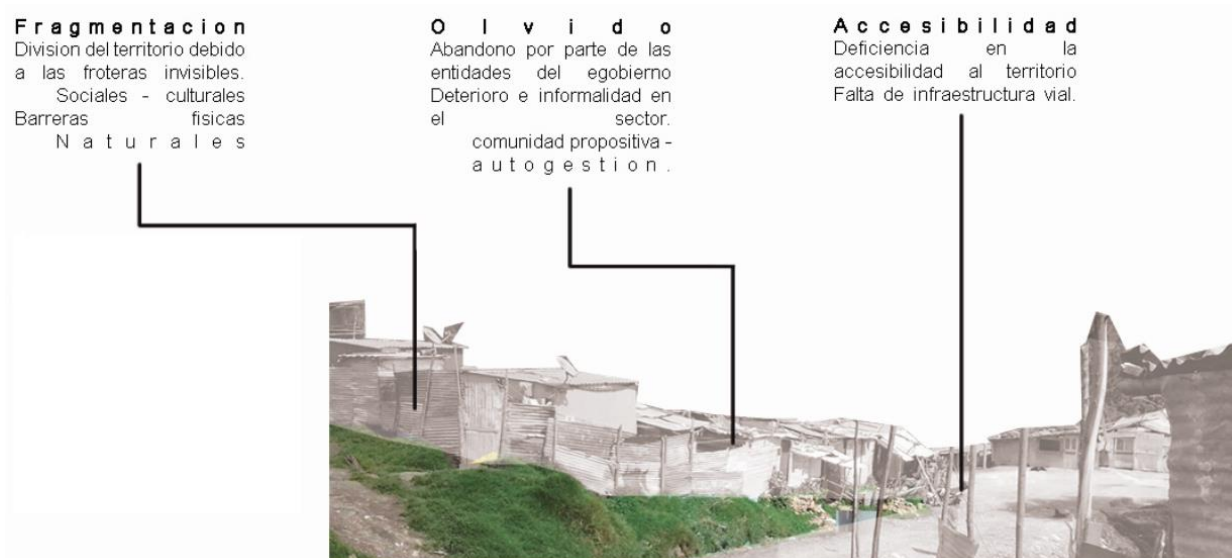 Fragmentacion
Division del territorio debido
a las froteras invisibles.
Sociales - culturales
Barreras fisicas
Naturales
Olvido
Abandono por parte de las
entidades del egobierno
Deterioro e informalidad en
el sector.
comunidad propositiva -
autogestion.
Accesibilidad
Deficiencia en la
accesibilidad al territorio
Falta de infraestructura vial.